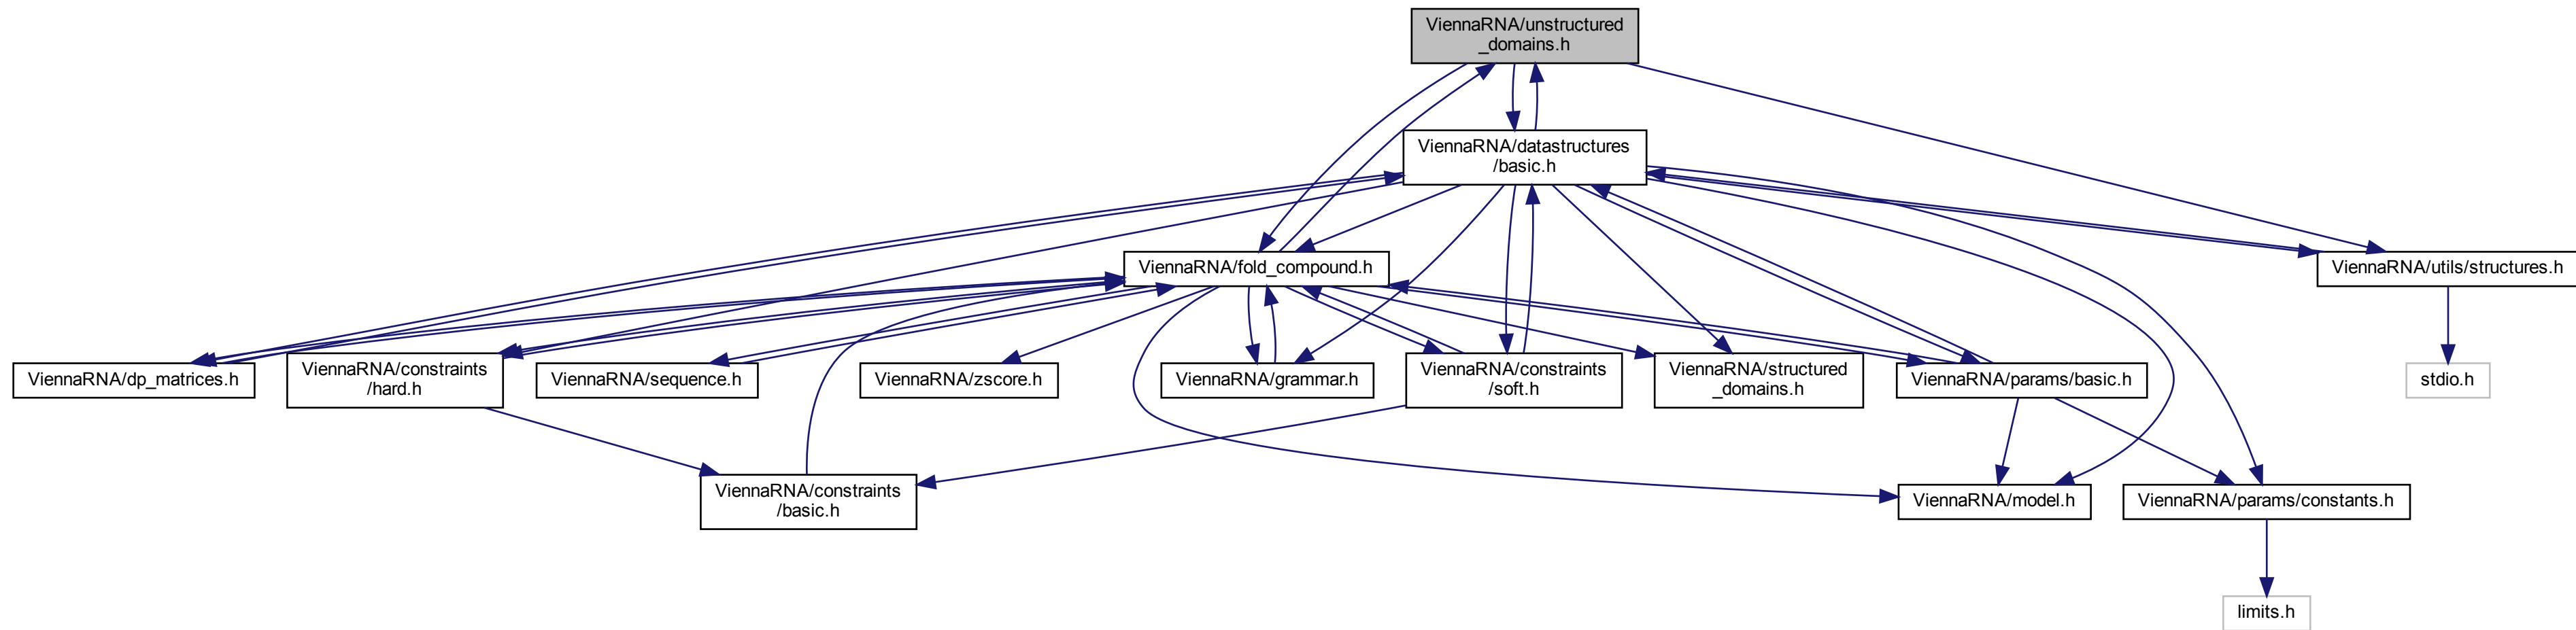 ViennaRNA/unstructured
_domains.h
ViennaRNA/datastructures
/basic.h
ViennaRNA/fold_compound.h
ViennaRNA/utils/structures.h
ViennaRNA/dp_matrices.h
ViennaRNA/constraints
/hard.h
ViennaRNA/sequence.h
ViennaRNA/zscore.h
ViennaRNA/grammar.h
ViennaRNA/constraints
/soft.h
ViennaRNA/structured
_domains.h
ViennaRNA/params/basic.h
stdio.h
ViennaRNA/constraints
/basic.h
ViennaRNA/model.h
ViennaRNA/params/constants.h
limits.h